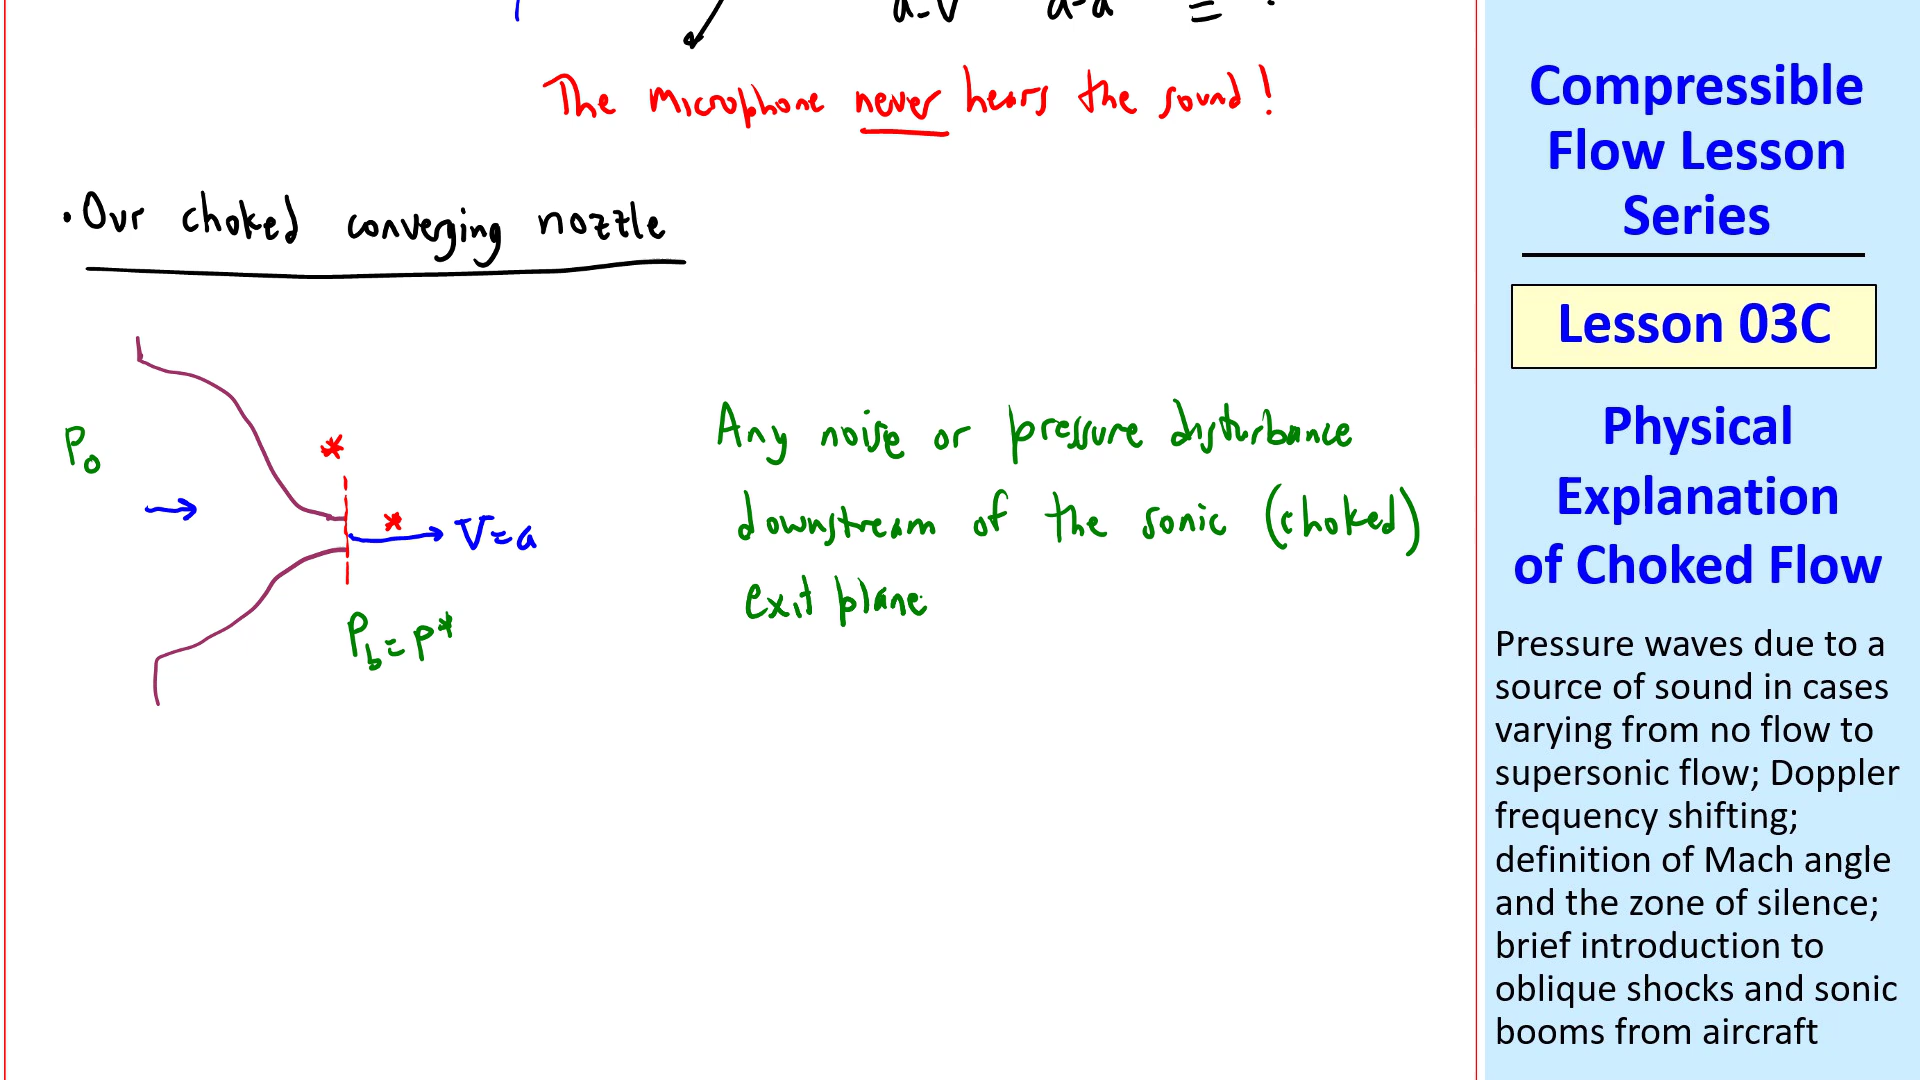 a=V a=a = !
The microphone never hears the sound!
• Our choked converging nozzle
P₀
*
*
V=a
P_b=P*
Any noise or pressure disturbance
downstream of the sonic (choked)
exit plane
Compressible
Flow Lesson
Series
Lesson 03C
Physical
Explanation
of Choked Flow
Pressure waves due to a
source of sound in cases
varying from no flow to
supersonic flow; Doppler
frequency shifting;
definition of Mach angle
and the zone of silence;
brief introduction to
oblique shocks and sonic
booms from aircraft